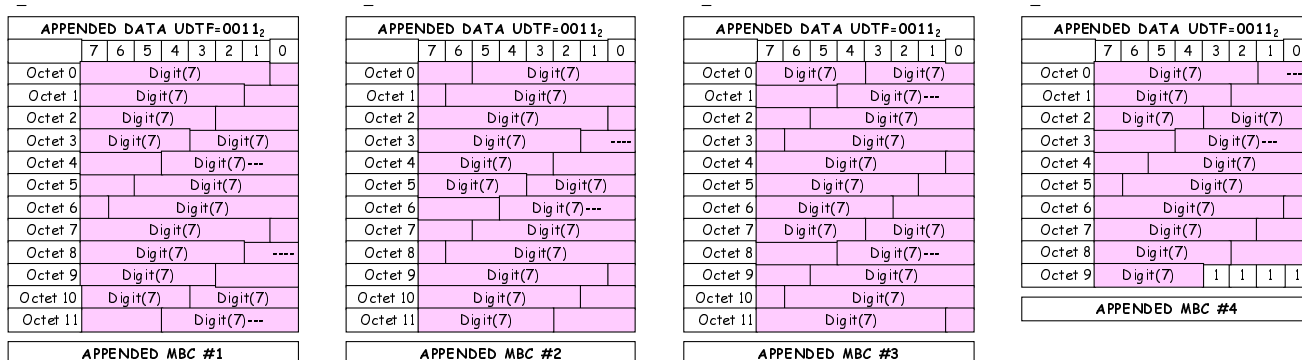 APPENDED DATA UDTF=0011₂
7 6 5 4 3 2 1 0
Octet 0 Digit(7)
Octet 1 Digit(7)
Octet 2 Digit(7)
Octet 3 Digit(7) Digit(7)
Octet 4 Digit(7)---
Octet 5 Digit(7)
Octet 6 Digit(7)
Octet 7 Digit(7)
Octet 8 Digit(7) ----
Octet 9 Digit(7)
Octet 10 Digit(7) Digit(7)
Octet 11 Digit(7)---
APPENDED MBC #1
APPENDED DATA UDTF=0011₂
7 6 5 4 3 2 1 0
Octet 0 Digit(7)
Octet 1 Digit(7)
Octet 2 Digit(7)
Octet 3 Digit(7) ----
Octet 4 Digit(7)
Octet 5 Digit(7) Digit(7)
Octet 6 Digit(7)---
Octet 7 Digit(7)
Octet 8 Digit(7)
Octet 9 Digit(7)
Octet 10 Digit(7)
Octet 11 Digit(7)
APPENDED MBC #2
APPENDED DATA UDTF=0011₂
7 6 5 4 3 2 1 0
Octet 0 Digit(7) Digit(7)
Octet 1 Digit(7)---
Octet 2 Digit(7)
Octet 3 Digit(7)
Octet 4 Digit(7)
Octet 5 Digit(7)
Octet 6 Digit(7)
Octet 7 Digit(7) Digit(7)
Octet 8 Digit(7)---
Octet 9 Digit(7)
Octet 10 Digit(7)
Octet 11 Digit(7)
APPENDED MBC #3
APPENDED DATA UDTF=0011₂
7 6 5 4 3 2 1 0
Octet 0 Digit(7) ---
Octet 1 Digit(7)
Octet 2 Digit(7) Digit(7)
Octet 3 Digit(7)---
Octet 4 Digit(7)
Octet 5 Digit(7)
Octet 6 Digit(7)
Octet 7 Digit(7)
Octet 8 Digit(7)
Octet 9 Digit(7) 1 1 1 1
APPENDED MBC #4